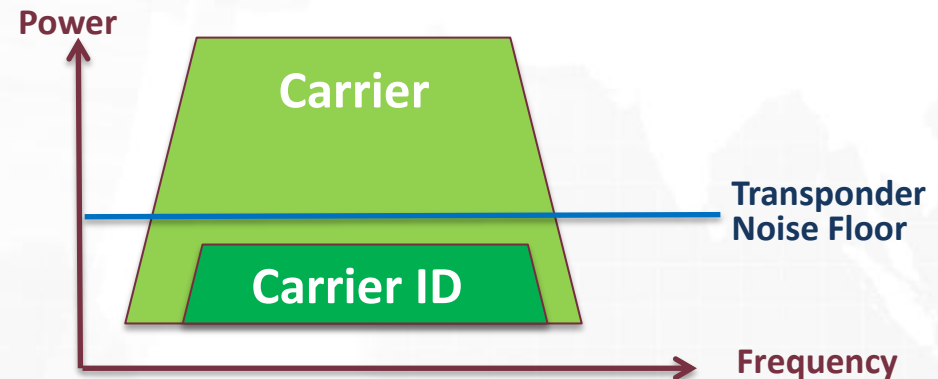 Power
Carrier
Transponder
Noise Floor
Carrier ID
Frequency